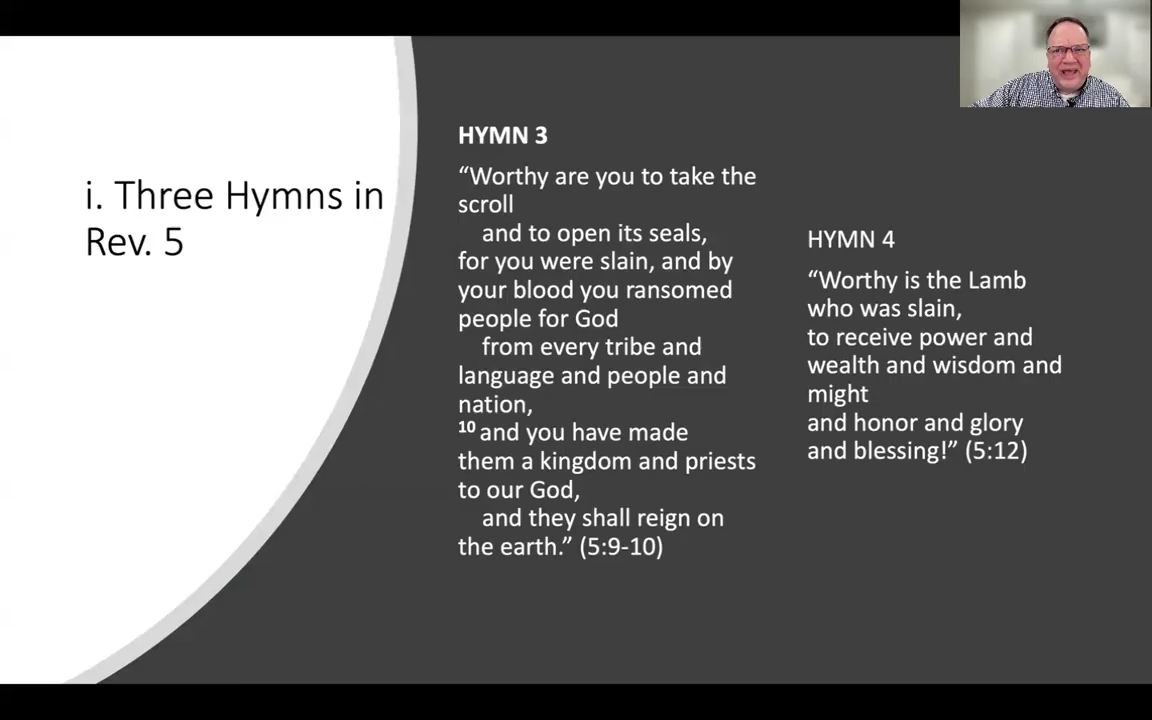 i. Three Hymns in
Rev. 5
HYMN 3
“Worthy are you to take the
scroll
and to open its seals,
for you were slain, and by
your blood you ransomed
people for God
from every tribe and
language and people and
nation,
10 and you have made
them a kingdom and priests
to our God,
and they shall reign on
the earth.” (5:9-10)
HYMN 4
“Worthy is the Lamb
who was slain,
to receive power and
wealth and wisdom and
might
and honor and glory
and blessing!” (5:12)